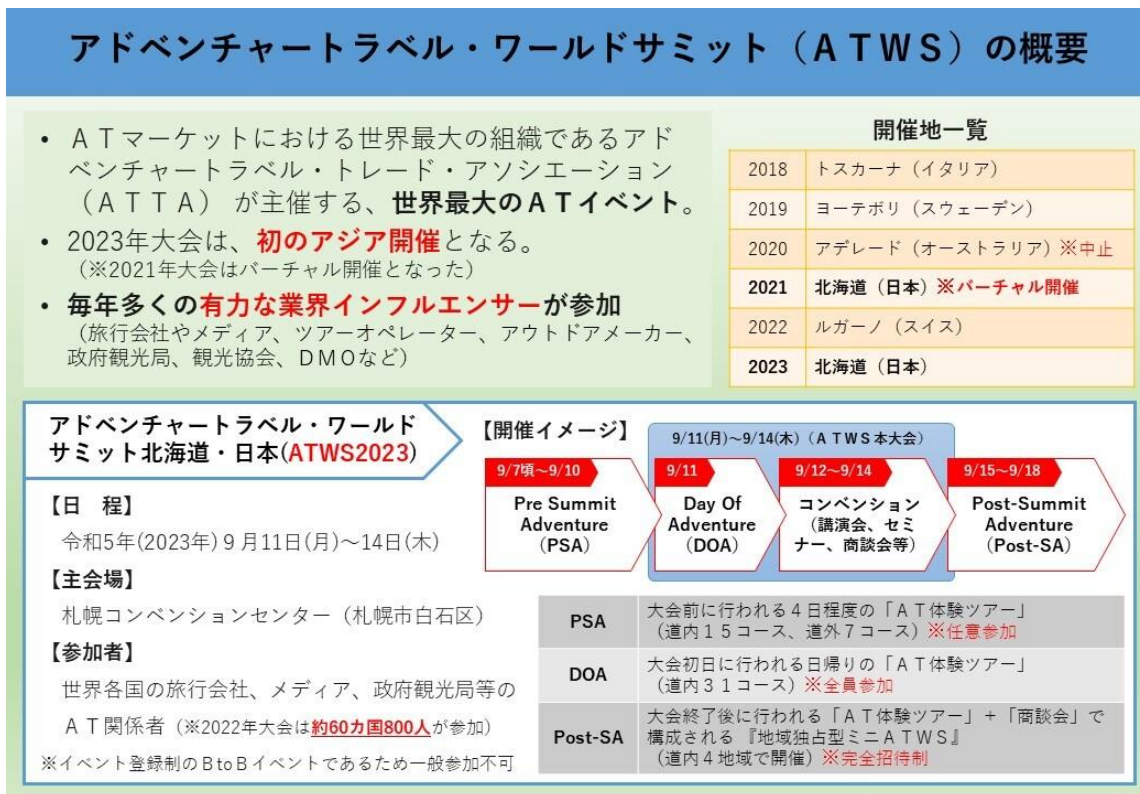 アドベンチャートラベル・ワールドサミット（ＡＴＷＳ）の概要
• ＡＴマーケットにおける世界最大の組織であるアド
ベンチャートラベル・トレード・アソシエーション
（ＡＴＴＡ） が主催する、世界最大のＡＴイベント。
• 2023年大会は、初のアジア開催となる。
（※2021年大会はバーチャル開催となった）
• 毎年多くの有力な業界インフルエンサーが参加
（旅行会社やメディア、ツアーオペレーター、アウトドアメーカー、
政府観光局、観光協会、ＤＭＯなど）
開催地一覧
2018 トスカーナ（イタリア）
2019 ヨーテボリ（スウェーデン）
2020 アデレード（オーストラリア）※中止
2021 北海道（日本）※バーチャル開催
2022 ルガーノ（スイス）
2023 北海道（日本）
アドベンチャートラベル・ワールド
サミット北海道・日本(ATWS2023)
【日　程】
令和5年(2023年) 9 月11日(月)～14日(木)
【主会場】
札幌コンベンションセンター（札幌市白石区）
【参加者】
世界各国の旅行会社、メディア、政府観光局等の
ＡＴ関係者（※2022年大会は約60カ国800人が参加）
※イベント登録制のＢtoＢイベントであるため一般参加不可
【開催イメージ】
9/11(月)～9/14(木)（ＡＴＷＳ本大会）
9/7頃～9/10
Pre Summit
Adventure
（PSA）
9/11
Day Of
Adventure
（DOA）
9/12～9/14
コンベンション
（講演会、セミ
ナー、商談会等）
9/15～9/18
Post-Summit
Adventure
（Post-SA）
PSA
大会前に行われる４日程度の「ＡＴ体験ツアー」
（道内１５コース、道外７コース）※任意参加
DOA
大会初日に行われる日帰りの「ＡＴ体験ツアー」
（道内３１コース）※全員参加
Post-SA
大会終了後に行われる「ＡＴ体験ツアー」＋「商談会」で
構成される『地域独占型ミニＡＴＷＳ』
（道内４地域で開催）※完全招待制